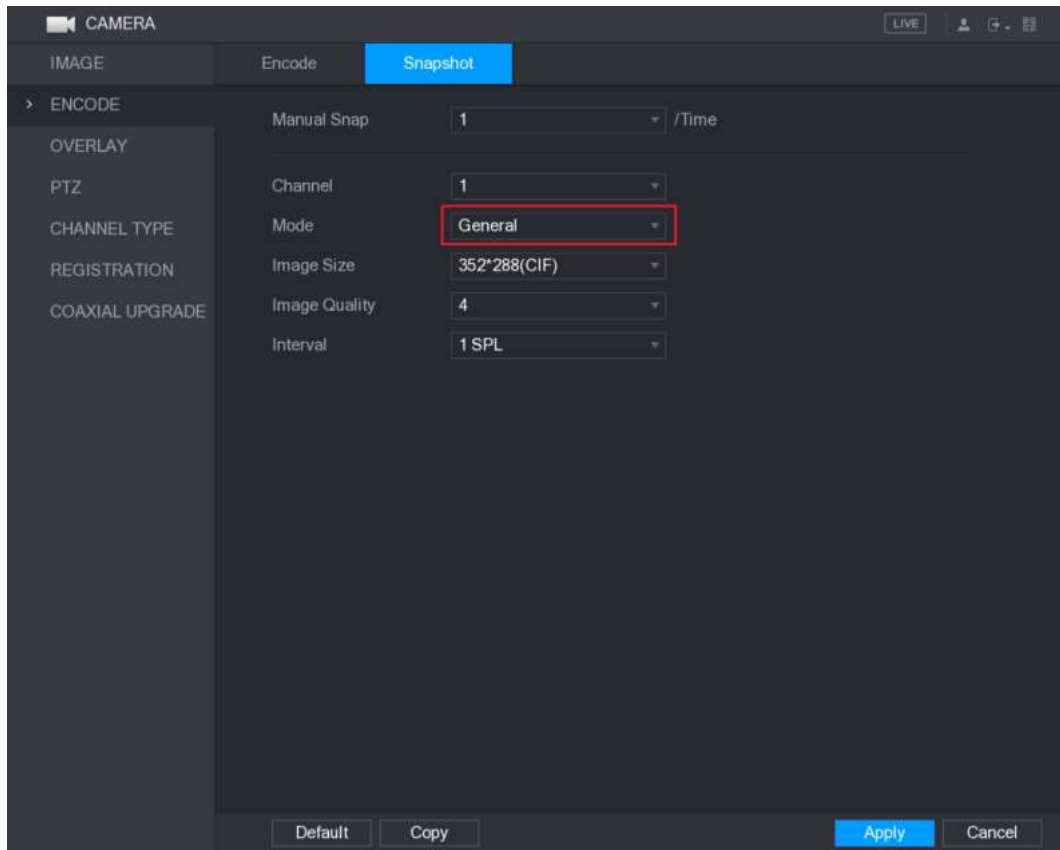 CAMERA
LIVE
IMAGE
ENCODE
OVERLAY
PTZ
CHANNEL TYPE
REGISTRATION
COAXIAL UPGRADE
Encode Snapshot
Manual Snap 1 /Time
Channel 1
Mode General
Image Size 352*288(CIF)
Image Quality 4
Interval 1 SPL
Default Copy Apply Cancel